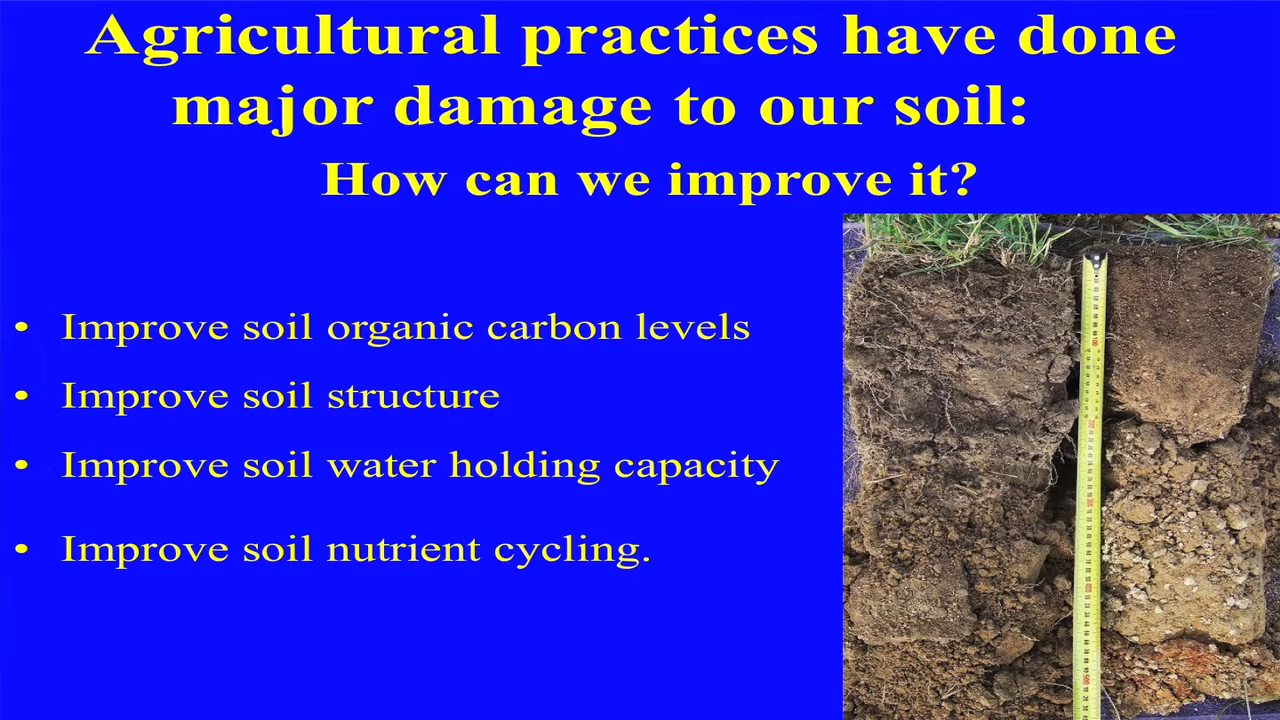 Agricultural practices have done
major damage to our soil:
How can we improve it?
• Improve soil organic carbon levels
• Improve soil structure
• Improve soil water holding capacity
• Improve soil nutrient cycling.